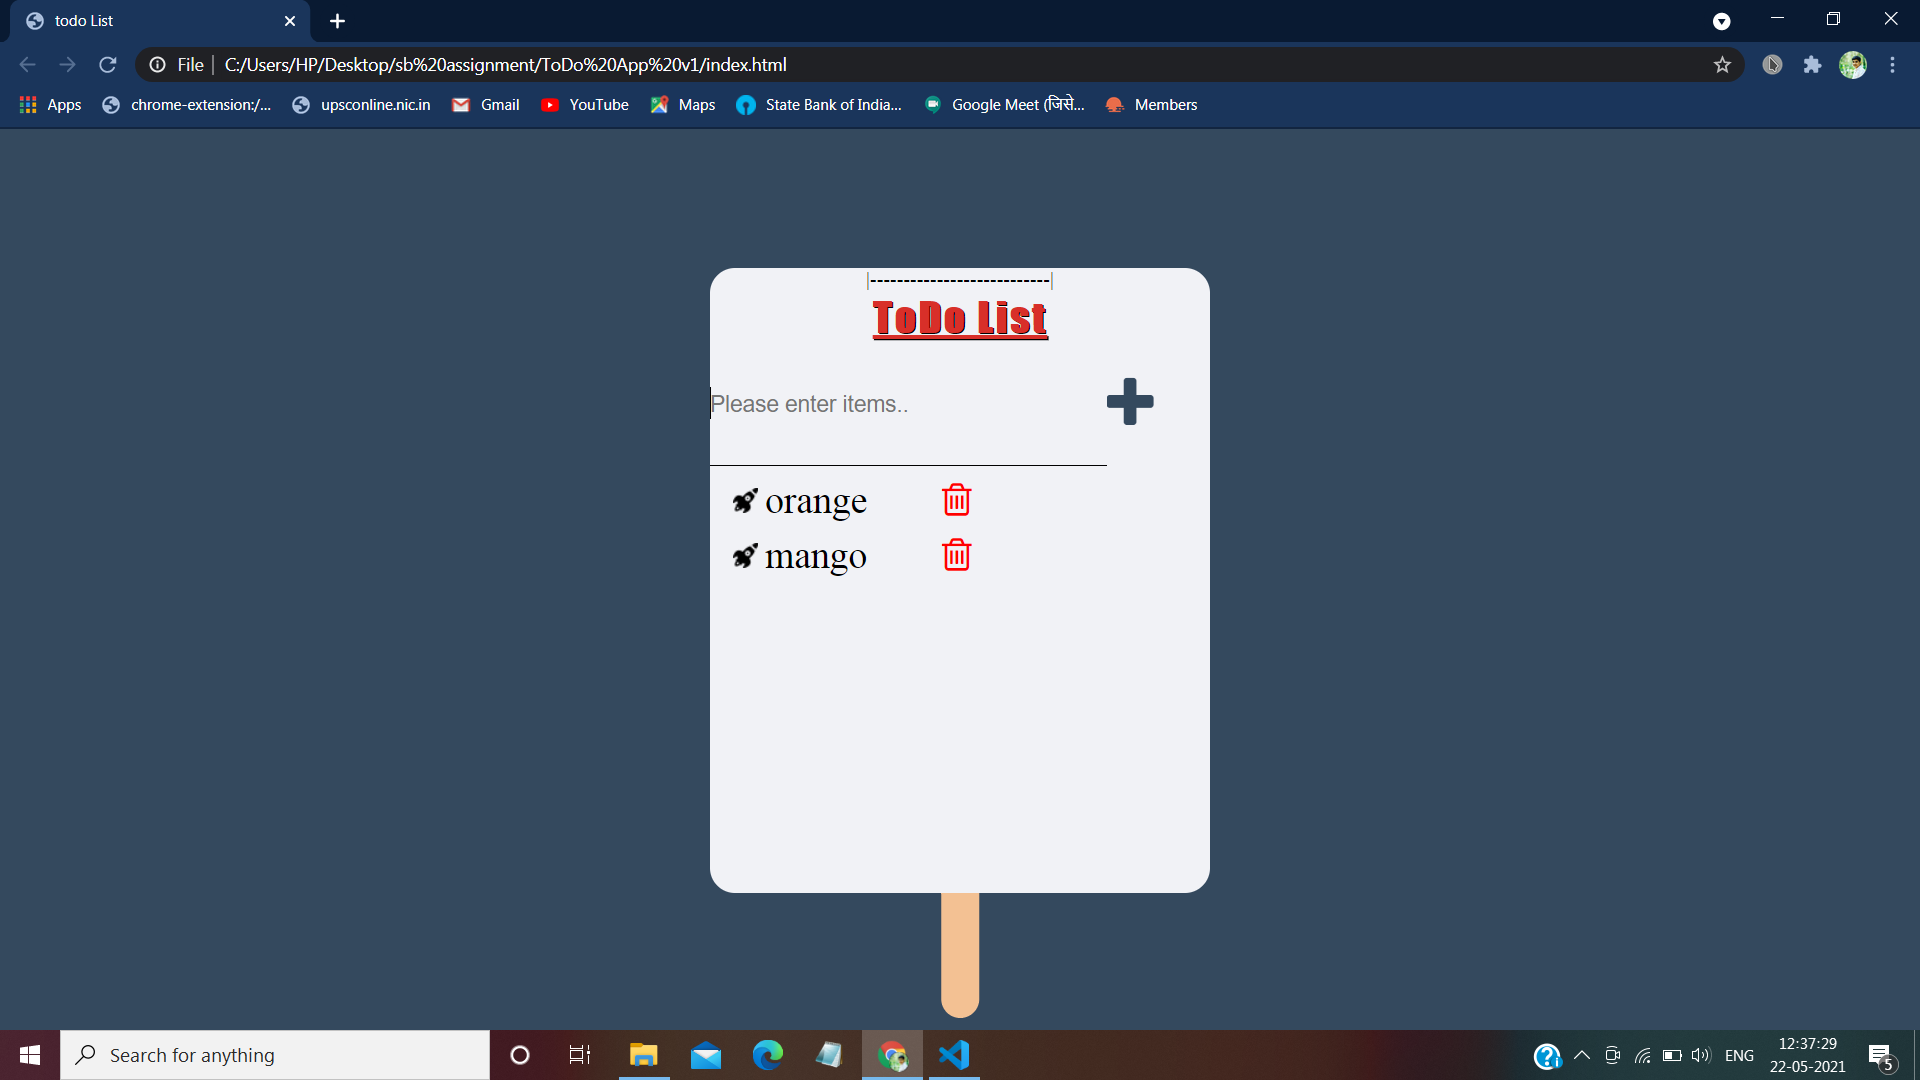 todo List
File C:/Users/HP/Desktop/sb%20assignment/ToDo%20App%20v1/index.html
Apps chrome-extension:/... upsconline.nic.in Gmail YouTube Maps State Bank of India... Google Meet (जिसे... Members
|---------------------------|
ToDo List
Please enter items..
orange
mango
Search for anything
ENG
12:37:29
22-05-2021
5